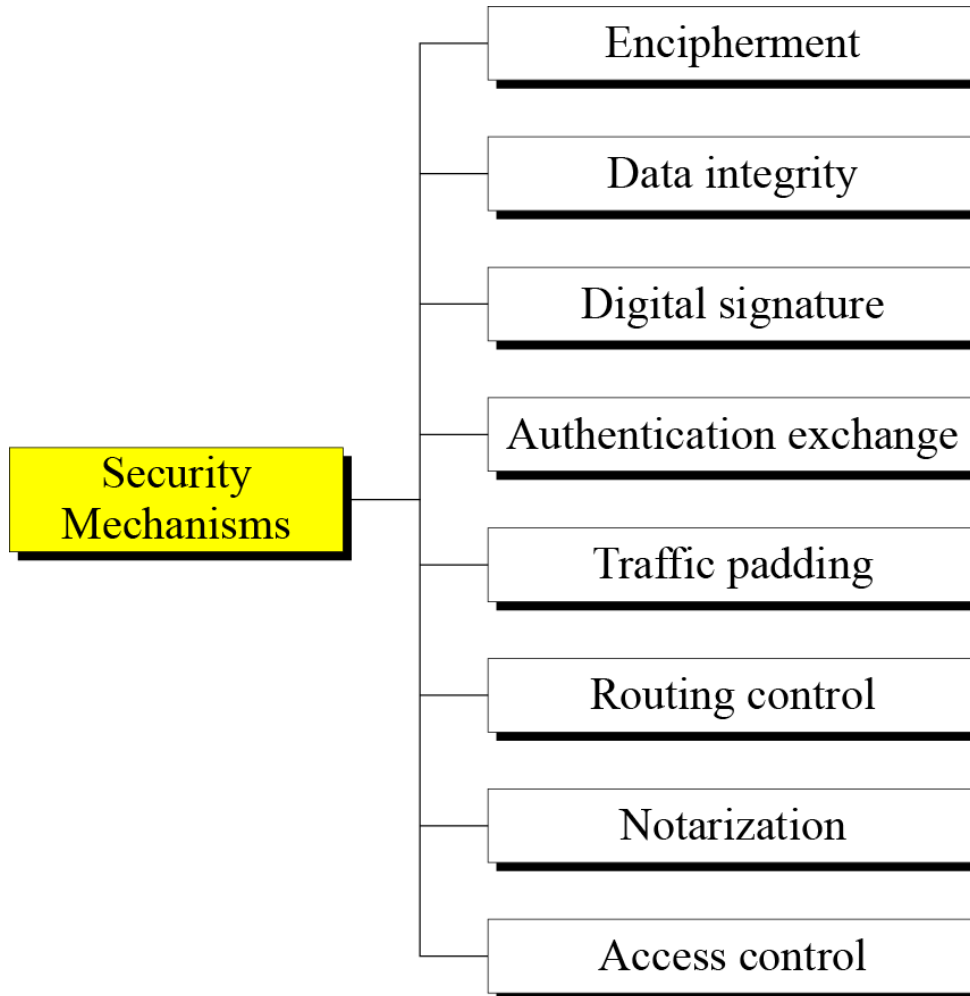 Encipherment
Data integrity
Digital signature
Authentication exchange
Security
Mechanisms
Traffic padding
Routing control
Notarization
Access control